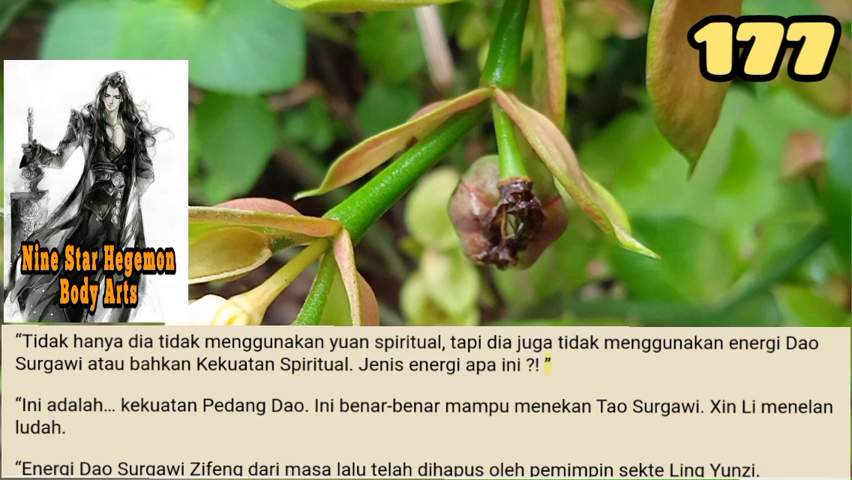 177
Nine Star Hegemon
Body Arts
“Tidak hanya dia tidak menggunakan yuan spiritual, tapi dia juga tidak menggunakan energi Dao
Surgawi atau bahkan Kekuatan Spiritual. Jenis energi apa ini ?! ”
“Ini adalah… kekuatan Pedang Dao. Ini benar-benar mampu menekan Tao Surgawi. Xin Li menelan
ludah.
“Energi Dao Surgawi Zifeng dari masa lalu telah dihapus oleh pemimpin sekte Ling Yunzi.